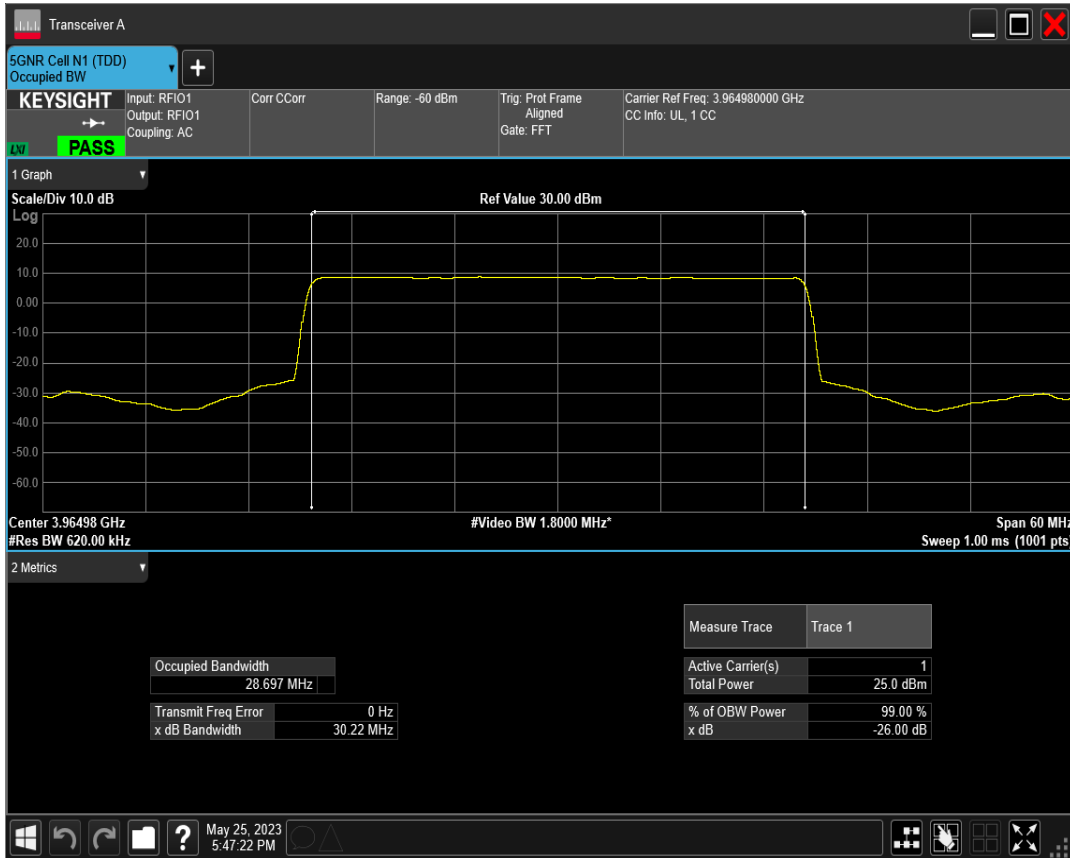 Transceiver A
5GNR Cell N1 (TDD)
Occupied BW
+
KEYSIGHT
LXI
PASS
Input: RFIO1
Output: RFIO1
Coupling: AC
Corr CCorr
Range: -60 dBm
Trig: Prot Frame
Aligned
Gate: FFT
Carrier Ref Freq: 3.964980000 GHz
CC Info: UL, 1 CC
1 Graph
Scale/Div 10.0 dB
Ref Value 30.00 dBm
Log
20.0
10.0
0.00
-10.0
-20.0
-30.0
-40.0
-50.0
-60.0
Center 3.96498 GHz
#Video BW 1.8000 MHz*
Span 60 MHz
#Res BW 620.00 kHz
Sweep 1.00 ms (1001 pts)
2 Metrics
Measure Trace Trace 1
Occupied Bandwidth
28.697 MHz
Active Carrier(s) 1
Total Power 25.0 dBm
Transmit Freq Error 0 Hz
x dB Bandwidth 30.22 MHz
% of OBW Power 99.00 %
x dB -26.00 dB
?
May 25, 2023
5:47:22 PM